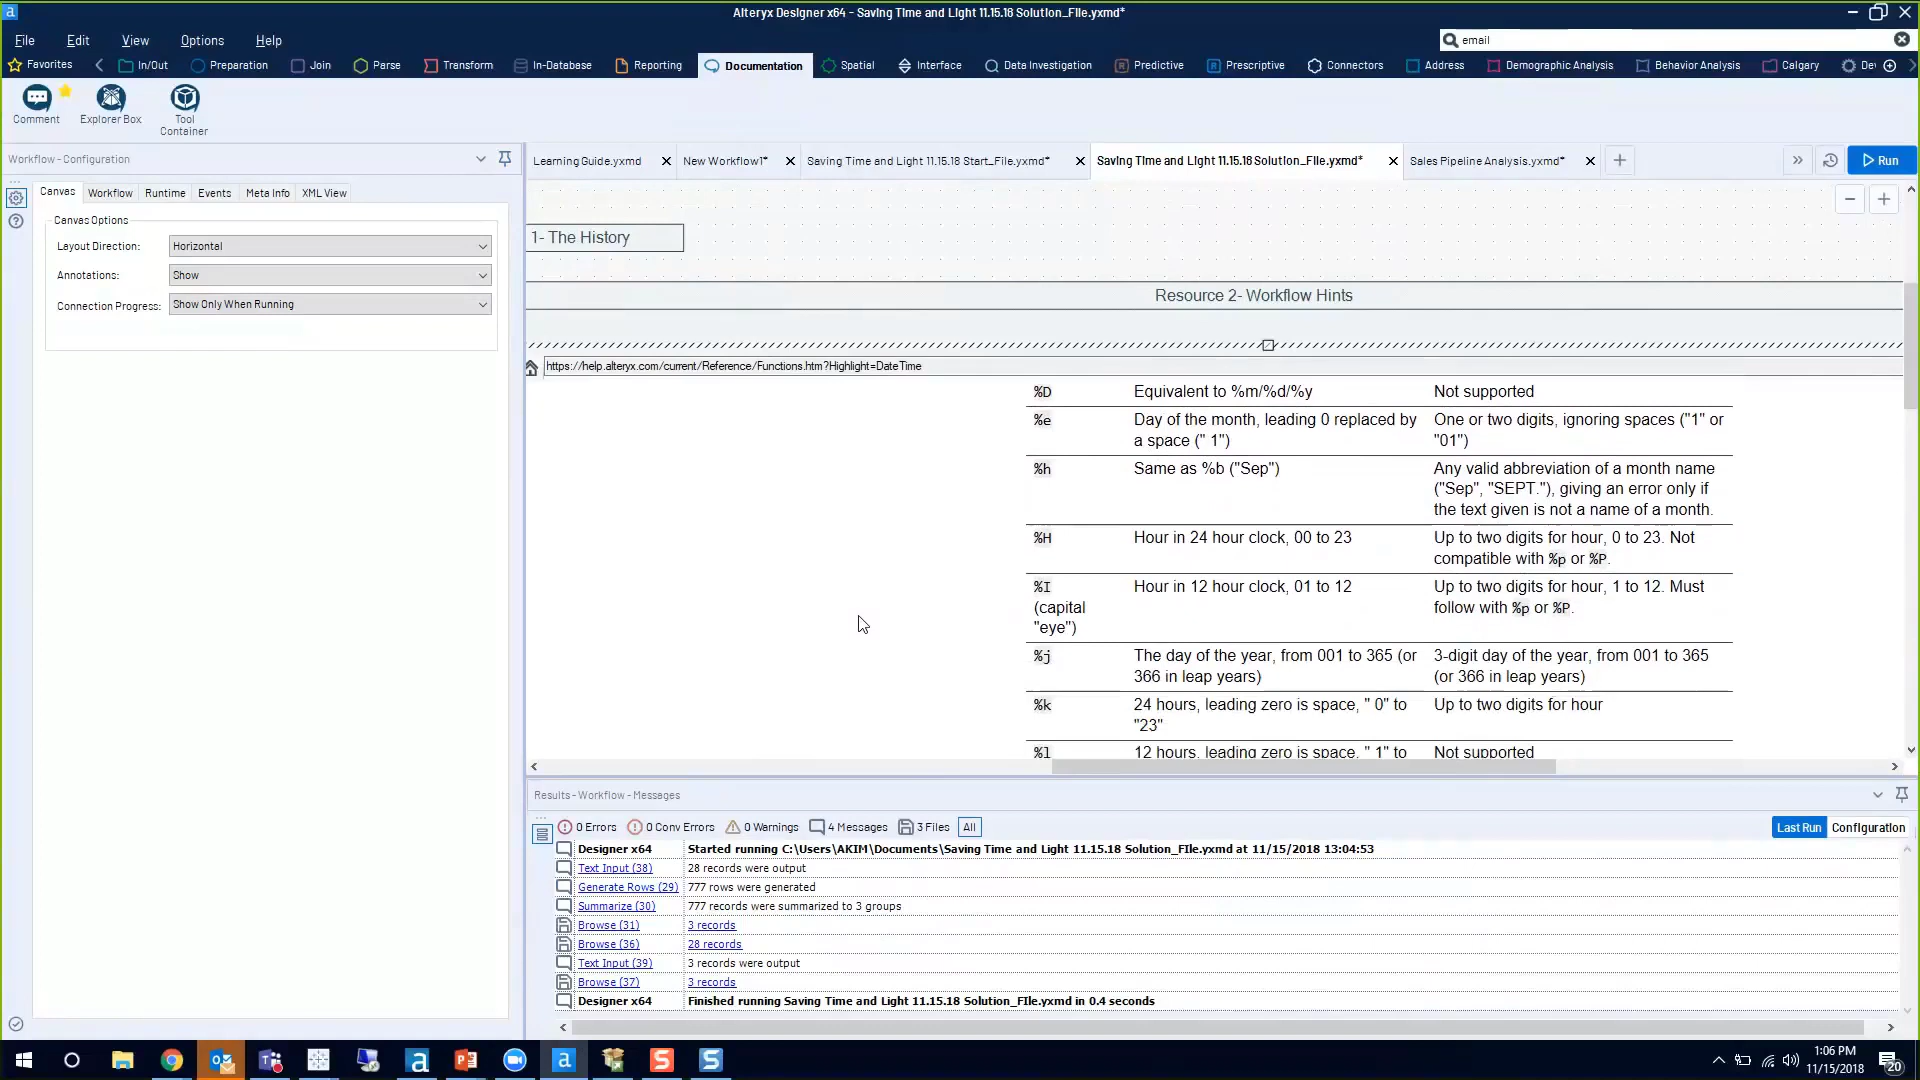 Alteryx Designer x64 - Saving Time and Light 11.15.18 Solution_File.yxmd*
File Edit View Options Help
email
Favorites In/Out Preparation Join Parse Transform In-Database Reporting Documentation Spatial Interface Data Investigation Predictive Prescriptive Connectors Address Demographic Analysis Behavior Analysis Calgary De
Comment Explorer Box Tool Container
Workflow - Configuration
Learning Guide.yxmd New Workflow1* Saving Time and Light 11.15.18 Start_File.yxmd* Saving Time and Light 11.15.18 Solution_File.yxmd* Sales Pipeline Analysis.yxmd* Run
Canvas Workflow Runtime Events Meta Info XML View
Canvas Options
Layout Direction: Horizontal
Annotations: Show
Connection Progress: Show Only When Running
1- The History
Resource 2- Workflow Hints
https://help.alteryx.com/current/Reference/Functions.htm?Highlight=DateTime
%D Equivalent to %m/%d/%y Not supported
%e Day of the month, leading 0 replaced by One or two digits, ignoring spaces ("1" or
a space (" 1") "01")
%h Same as %b ("Sep") Any valid abbreviation of a month name
("Sep", "SEPT."), giving an error only if
the text given is not a name of a month.
%H Hour in 24 hour clock, 00 to 23 Up to two digits for hour, 0 to 23. Not
compatible with %p or %P.
%I Hour in 12 hour clock, 01 to 12 Up to two digits for hour, 1 to 12. Must
(capital follow with %p or %P.
"eye")
%j The day of the year, from 001 to 365 (or 3-digit day of the year, from 001 to 365
366 in leap years) (or 366 in leap years)
%k 24 hours, leading zero is space, " 0" to Up to two digits for hour
"23"
%l 12 hours, leading zero is space, " 1" to Not supported
Results - Workflow - Messages
0 Errors 0 Conv Errors 0 Warnings 4 Messages 3 Files All Last Run Configuration
Designer x64 Started running C:\Users\AKIM\Documents\Saving Time and Light 11.15.18 Solution_File.yxmd at 11/15/2018 13:04:53
Text Input (38) 28 records were output
Generate Rows (29) 777 rows were generated
Summarize (30) 777 records were summarized to 3 groups
Browse (31) 3 records
Browse (36) 28 records
Text Input (39) 3 records were output
Browse (37) 3 records
Designer x64 Finished running Saving Time and Light 11.15.18 Solution_File.yxmd in 0.4 seconds
1:06 PM
11/15/2018
20